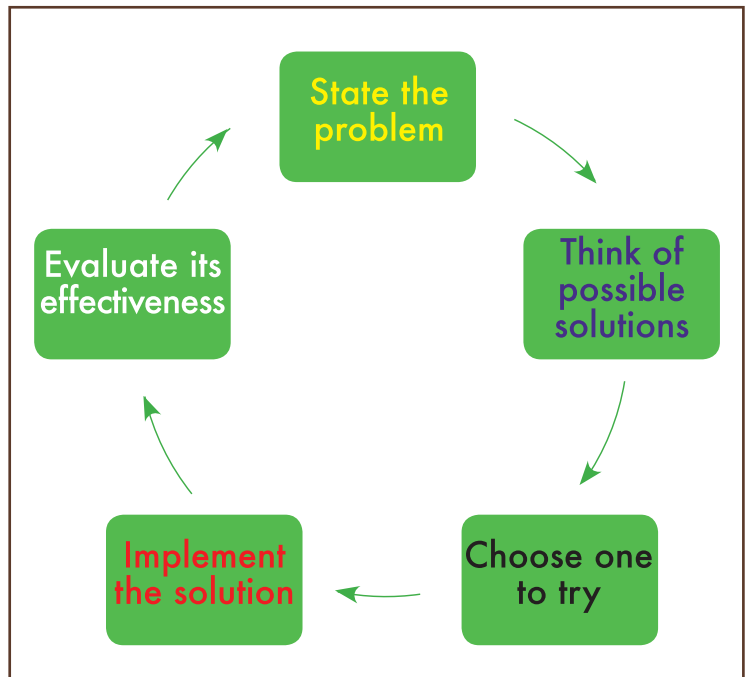 State the
problem
Think of
possible
solutions
Choose one
to try
Implement
the solution
Evaluate its
effectiveness